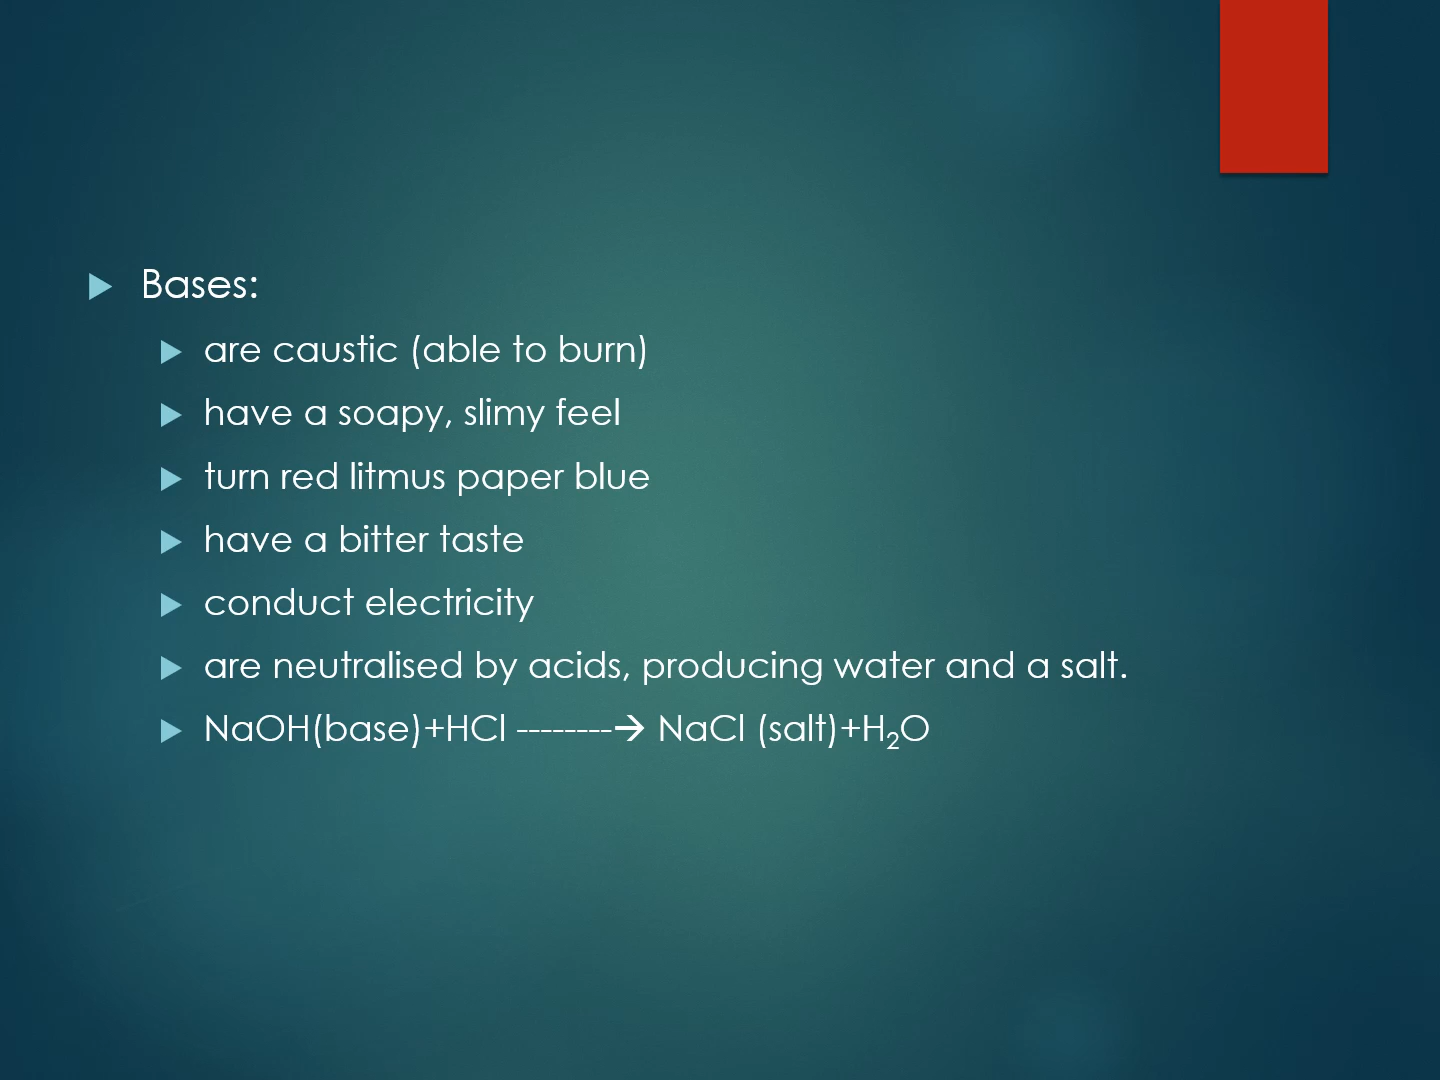 Bases:
are caustic (able to burn)
have a soapy, slimy feel
turn red litmus paper blue
have a bitter taste
conduct electricity
are neutralised by acids, producing water and a salt.
NaOH(base)+HCl --------→ NaCl (salt)+H₂O